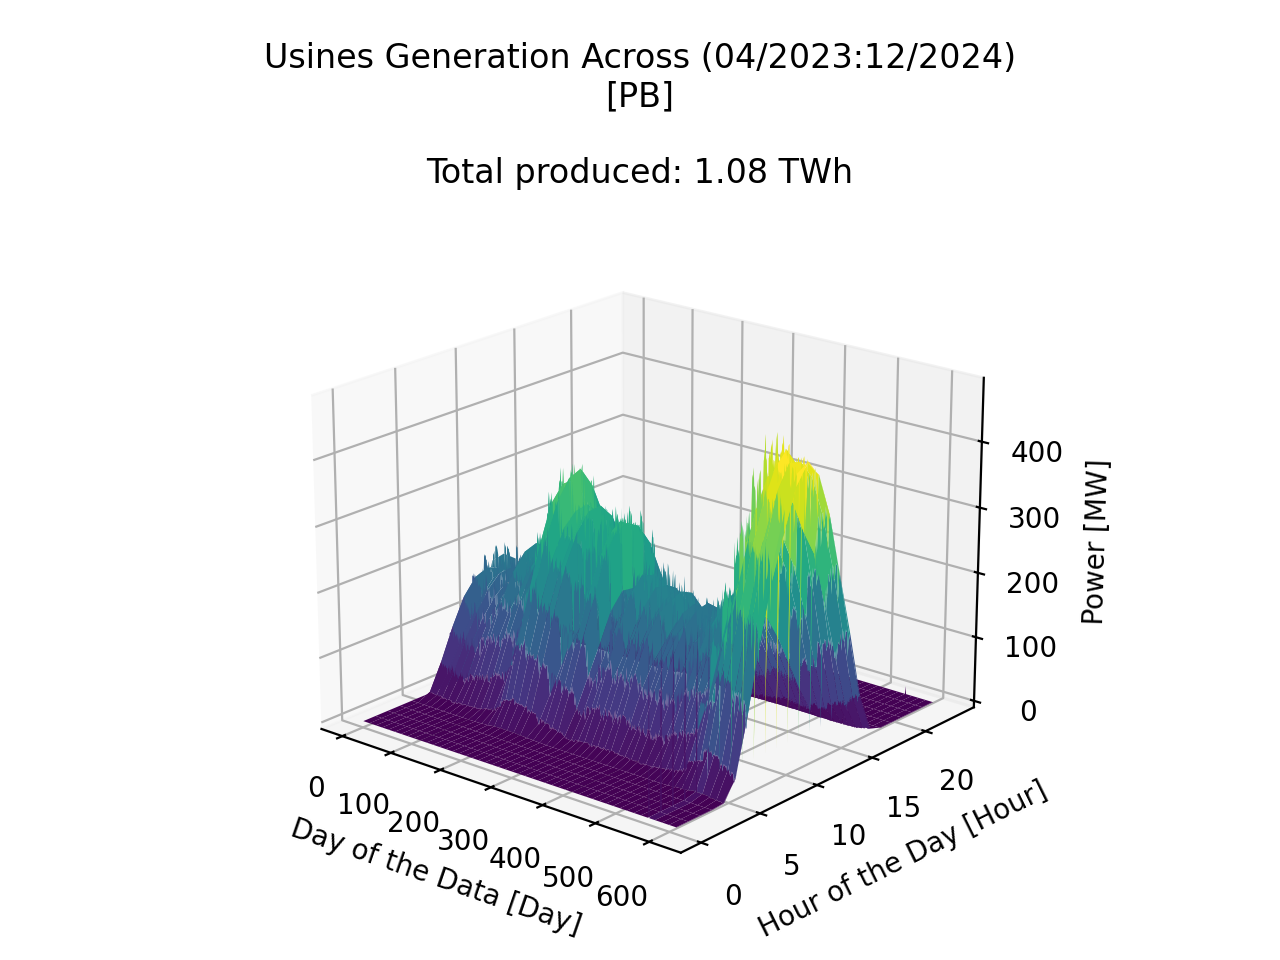 Usines Generation Across (04/2023:12/2024)
[PB]
Total produced: 1.08 TWh
400
300
200
100
0
Power [MW]
0
100
200
300
400
500
600
Day of the Data [Day]
0
5
10
15
20
Hour of the Day [Hour]